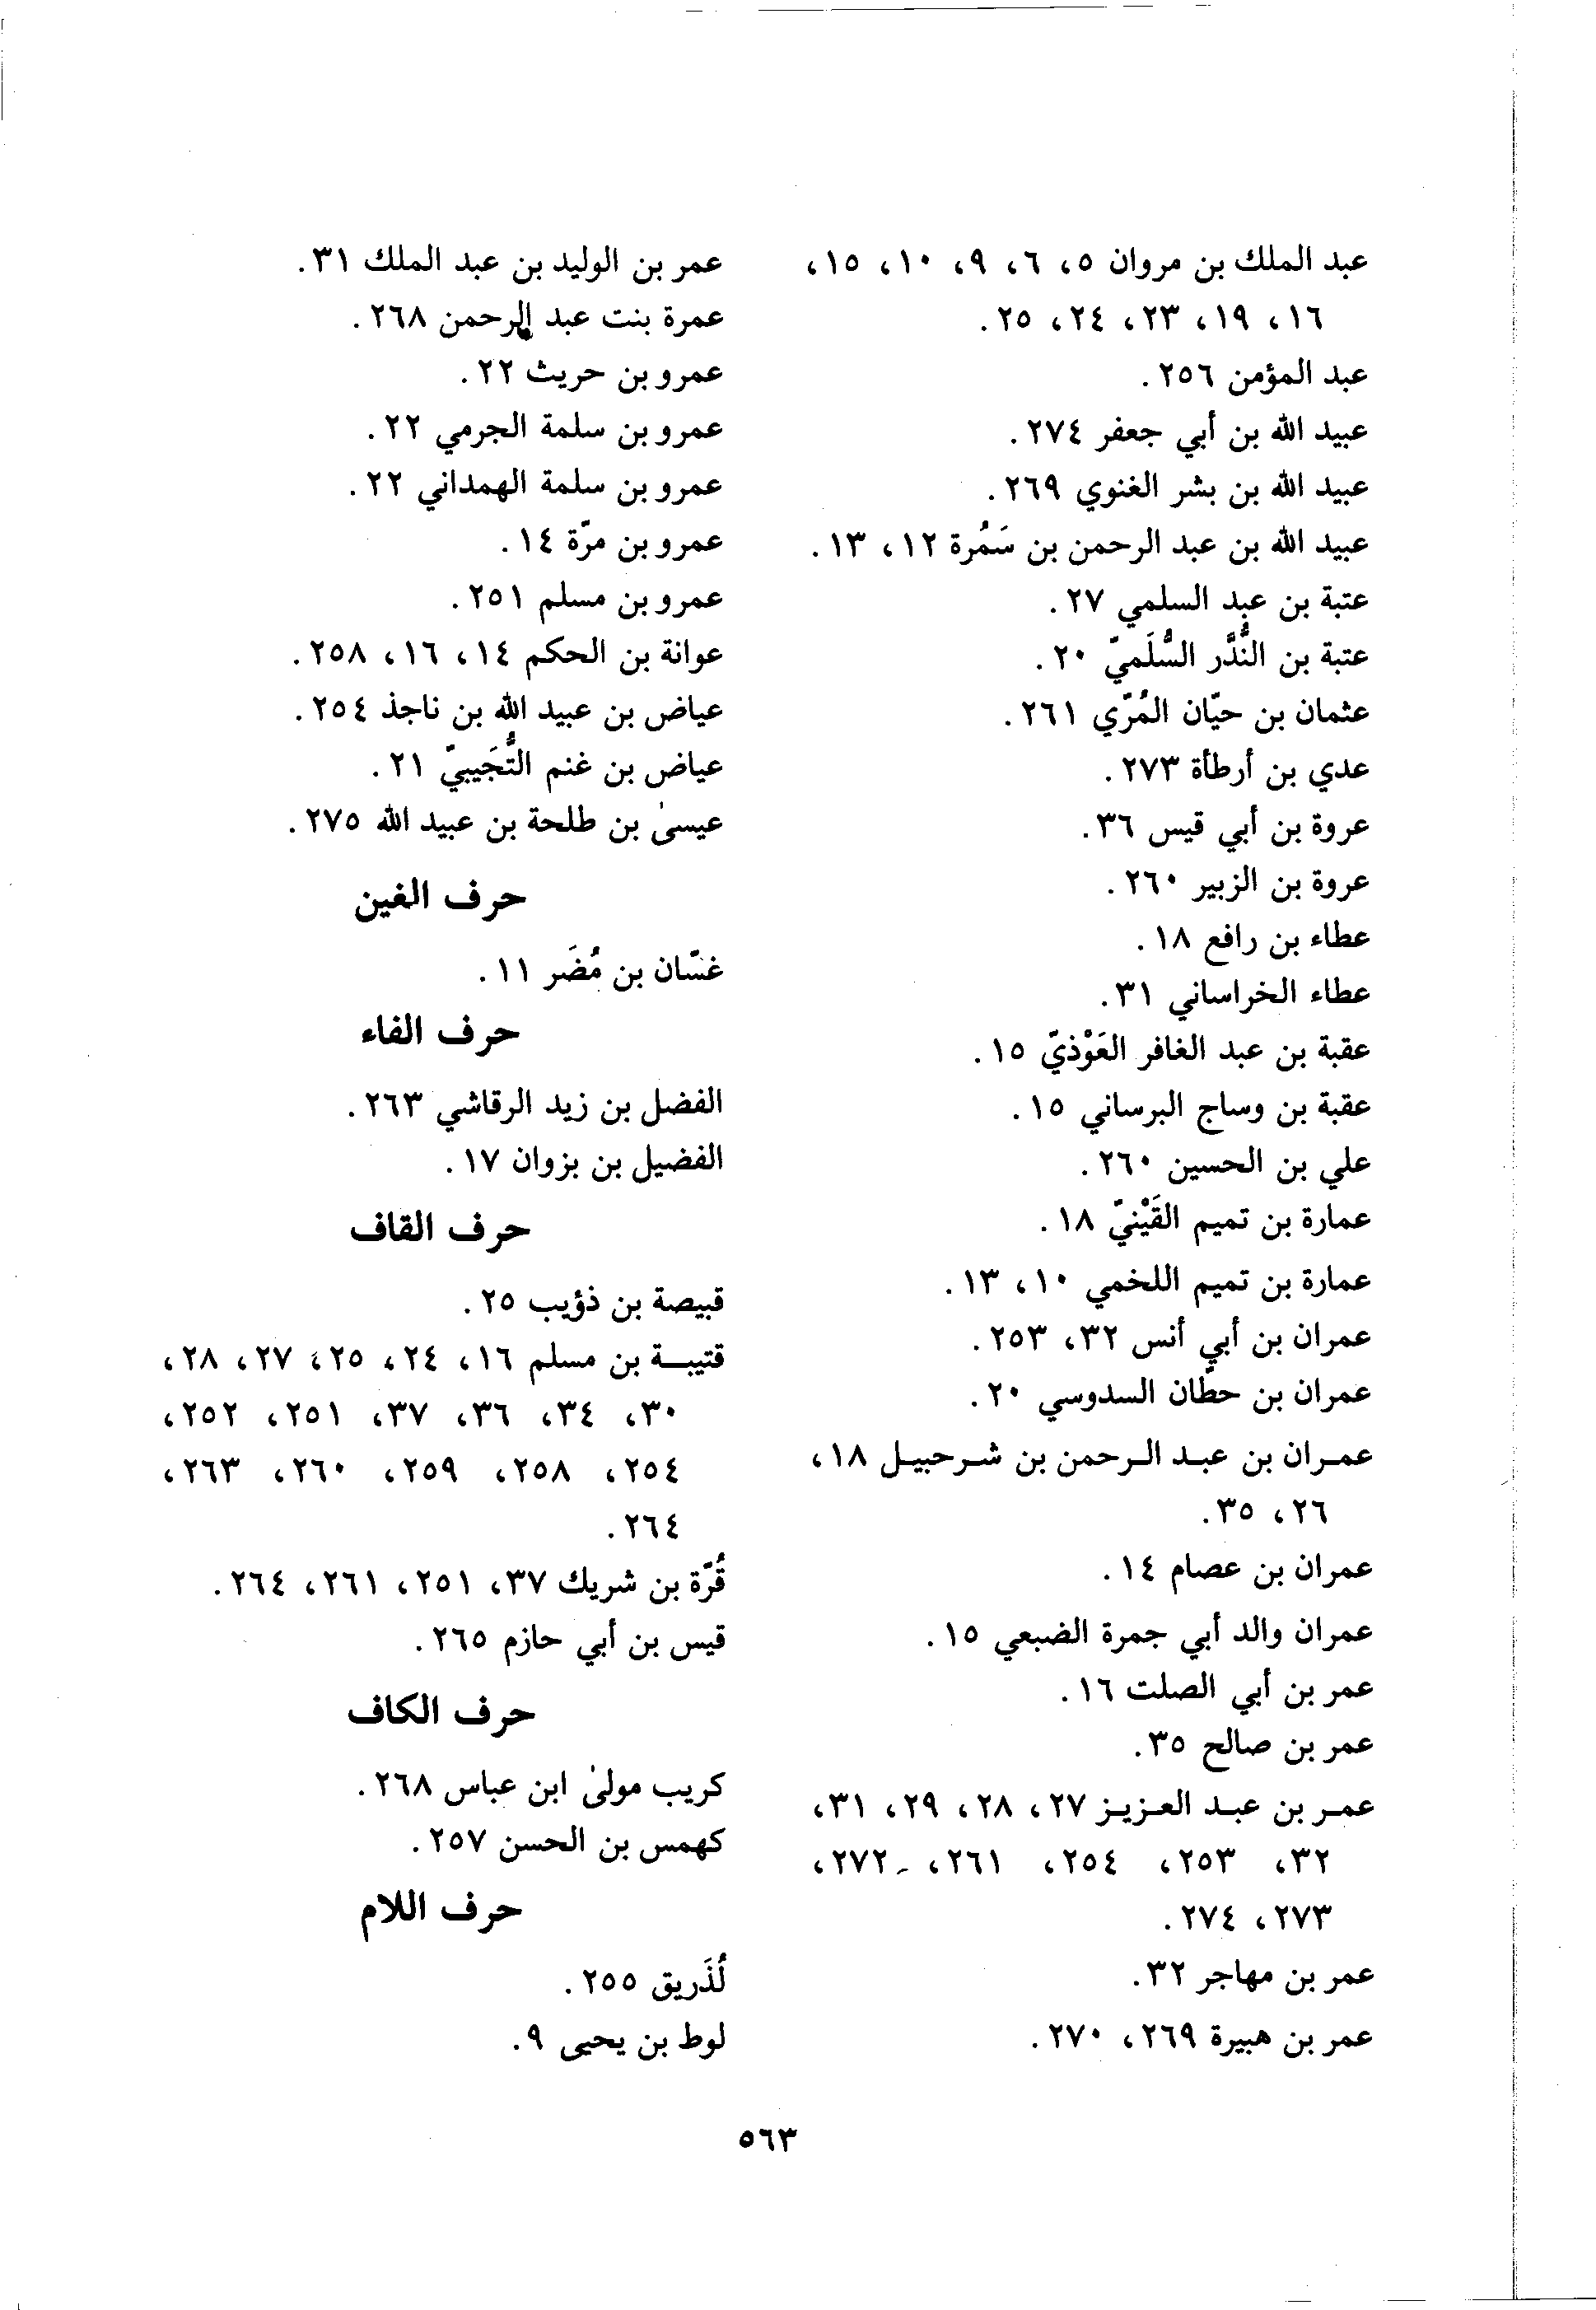 عبد الملك بن مروان ٥، ٦، ٩، ١٠، ١٥،
١٦، ١٩، ٢٣، ٢٤، ٢٥.
عبد المؤمن ٢٥٦.
عبيد الله بن أبي جعفر ٢٧٤.
عبيد الله بن بشر الغنوي ٢٦٩.
عبيد الله بن عبد الرحمن بن سَمُرة ١٢، ١٣.
عتبة بن عبد السلمي ٢٧.
عتبة بن النُّدَّر السُّلَميّ ٢٠.
عثمان بن حيّان المُرّي ٢٦١.
عدي بن أرطأة ٢٧٣.
عروة بن أبي قيس ٣٦.
عروة بن الزبير ٢٦٠.
عطاء بن رافع ١٨.
عطاء الخراساني ٣١.
عقبة بن عبد الغافر العَوْذيّ ١٥.
عقبة بن وساج البرساني ١٥.
علي بن الحسين ٢٦٠.
عمارة بن تميم القَيْنيّ ١٨.
عمارة بن تميم اللخمي ١٠، ١٣.
عمران بن أبي أنس ٣٢، ٢٥٣.
عمران بن حطّان السدوسي ٢٠.
عمران بن عبد الرحمن بن شرحبيل ١٨،
٢٦، ٣٥.
عمران بن عصام ١٤.
عمران والد أبي جمرة الضبعي ١٥.
عمر بن أبي الصلت ١٦.
عمر بن صالح ٣٥.
عمر بن عبد العزيز ٢٧، ٢٨، ٢٩، ٣١،
٣٢، ٢٥٣، ٢٥٤، ٢٦١، ٢٧٢،
٢٧٣، ٢٧٤.
عمر بن مهاجر ٣٢.
عمر بن هبيرة ٢٦٩، ٢٧٠.
عمر بن الوليد بن عبد الملك ٣١.
عمرة بنت عبد الرحمن ٢٦٨.
عمرو بن حريث ٢٢.
عمرو بن سلمة الجرمي ٢٢.
عمرو بن سلمة الهمداني ٢٢.
عمرو بن مرّة ١٤.
عمرو بن مسلم ٢٥١.
عوانة بن الحكم ١٤، ١٦، ٢٥٨.
عياض بن عبيد الله بن ناجذ ٢٥٤.
عياض بن غنم التُّجَيبيّ ٢١.
عيسىٰ بن طلحة بن عبيد الله ٢٧٥.
حرف الغين
غسّان بن مُضَر ١١.
حرف الفاء
الفضل بن زيد الرقاشي ٢٦٣.
الفضيل بن بزوان ١٧.
حرف القاف
قبيصة بن ذؤيب ٢٥.
قتيبة بن مسلم ١٦، ٢٤، ٢٥، ٢٧، ٢٨،
٣٠، ٣٤، ٣٦، ٣٧، ٢٥١، ٢٥٢،
٢٥٤، ٢٥٨، ٢٥٩، ٢٦٠، ٢٦٣،
٢٦٤.
قُرّة بن شريك ٣٧، ٢٥١، ٢٦١، ٢٦٤.
قيس بن أبي حازم ٢٦٥.
حرف الكاف
كريب مولىٰ ابن عباس ٢٦٨.
كهمس بن الحسن ٢٥٧.
حرف اللام
لُذَريق ٢٥٥.
لوط بن يحيى ٩.
٥٦٣